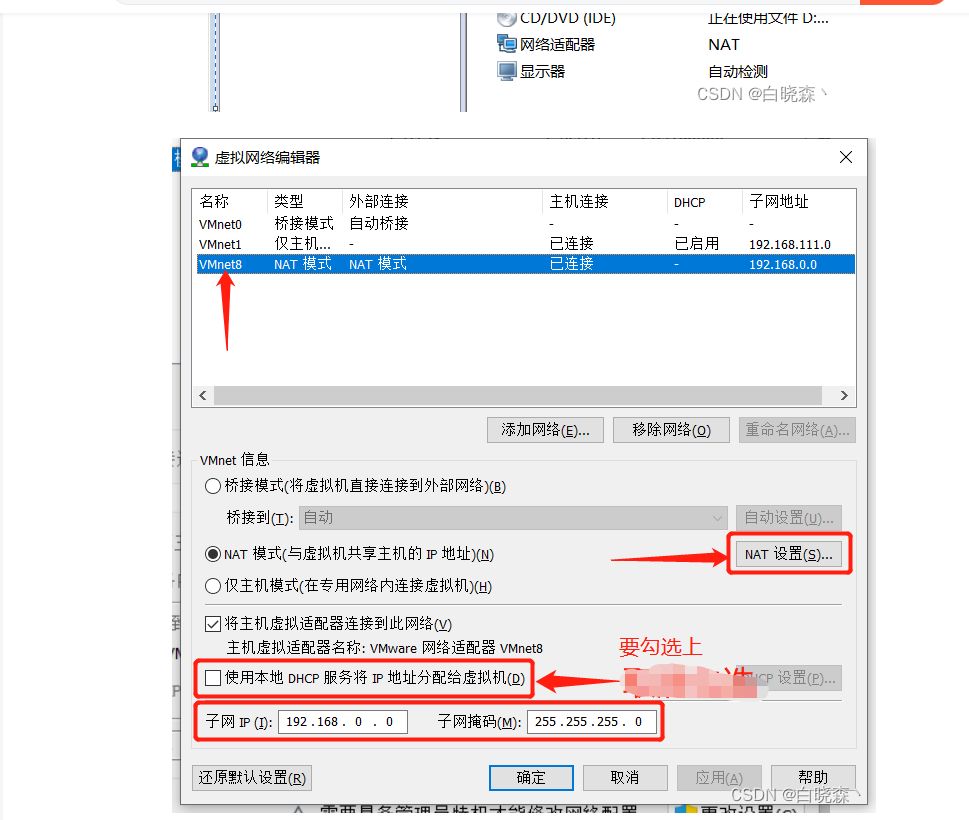 CD/DVD (IDE) 正在使用文件 D:...
网络适配器 NAT
显示器 自动检测
CSDN @白晓森丶
虚拟网络编辑器
名称 类型 外部连接 主机连接 DHCP 子网地址
VMnet0 桥接模式 自动桥接 - - -
VMnet1 仅主机... - 已连接 已启用 192.168.111.0
VMnet8 NAT 模式 NAT 模式 已连接 - 192.168.0.0
添加网络(E)... 移除网络(O) 重命名网络(A)...
VMnet 信息
桥接模式(将虚拟机直接连接到外部网络)(B)
桥接到(T): 自动 自动设置(U)...
NAT 模式(与虚拟机共享主机的 IP 地址)(N) NAT 设置(S)...
仅主机模式(在专用网络内连接虚拟机)(H)
将主机虚拟适配器连接到此网络(V)
主机虚拟适配器名称: VMware 网络适配器 VMnet8
要勾选上
使用本地 DHCP 服务将 IP 地址分配给虚拟机(D) 设置(P)...
子网 IP (I): 192.168. 0 . 0 子网掩码(M): 255.255.255. 0
还原默认设置(R) 确定 取消 应用(A) 帮助
CSDN @白晓森丶